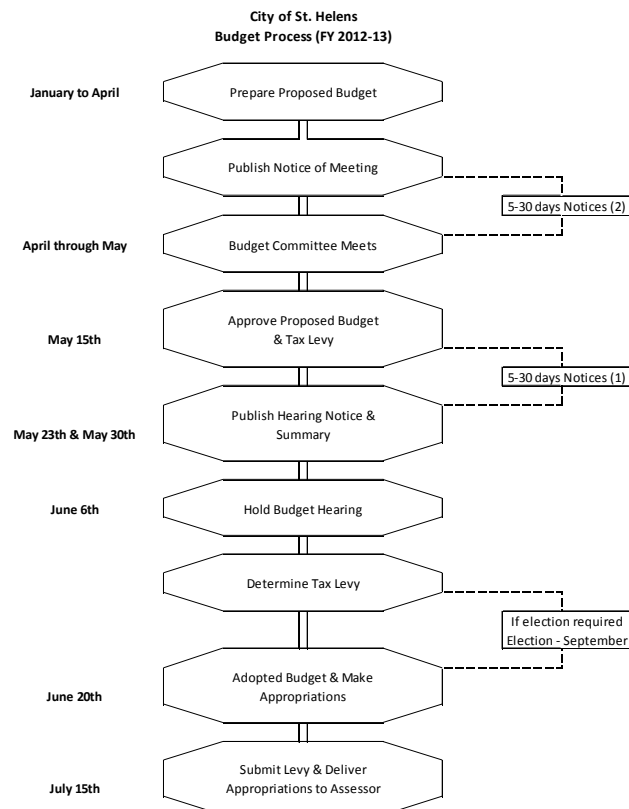 City of St. Helens
Budget Process (FY 2012-13)
January to April
Prepare Proposed Budget
Publish Notice of Meeting
5-30 days Notices (2)
April through May
Budget Committee Meets
May 15th
Approve Proposed Budget
& Tax Levy
5-30 days Notices (1)
May 23th & May 30th
Publish Hearing Notice &
Summary
June 6th
Hold Budget Hearing
Determine Tax Levy
If election required
Election - September
June 20th
Adopted Budget & Make
Appropriations
July 15th
Submit Levy & Deliver
Appropriations to Assessor